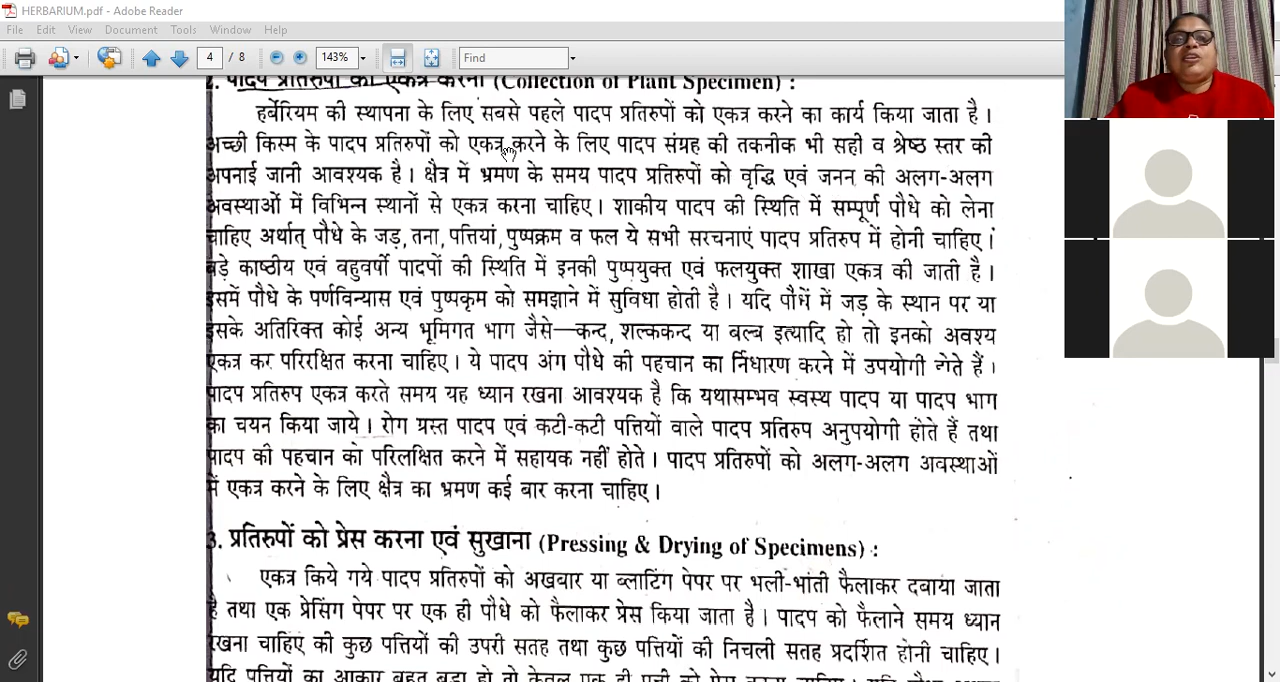 HERBARIUM.pdf - Adobe Reader
File Edit View Document Tools Window Help
4 / 8 143% Find
2. पादप प्रतिरुपों को एकत्र करना (Collection of Plant Specimen) :
हर्बेरियम की स्थापना के लिए सबसे पहले पादप प्रतिरुपों को एकत्र करने का कार्य किया जाता है।
अच्छी किस्म के पादप प्रतिरुपों को एकत्र करने के लिए पादप संग्रह की तकनीक भी सही व श्रेष्ठ स्तर की
अपनाई जानी आवश्यक है। क्षैत्र में भ्रमण के समय पादप प्रतिरुपों को वृद्धि एवं जनन की अलग-अलग
अवस्थाओं में विभिन्न स्थानों से एकत्र करना चाहिए। शाकीय पादप की स्थिति में सम्पूर्ण पौधे को लेना
चाहिए अर्थात् पौधे के जड़, तना, पत्तियां, पुष्पक्रम व फल ये सभी सरचनाएं पादप प्रतिरुप में होनी चाहिए।
बड़े काष्ठीय एवं वहुवर्षो पादपों की स्थिति में इनकी पुष्पयुक्त एवं फलयुक्त शाखा एकत्र की जाती है।
इसमें पौधे के पर्णविन्यास एवं पुष्पकृम को समझाने में सुविधा होती है। यदि पौधें में जड़ के स्थान पर या
इसके अतिरिक्त कोई अन्य भूमिगत भाग जैसे—कन्द, शल्ककन्द या बल्ब इत्यादि हो तो इनको अवश्य
एकत्र कर परिरक्षित करना चाहिए। ये पादप अंग पौधे की पहचान का र्निधारण करने में उपयोगी होते हैं।
पादप प्रतिरुप एकत्र करते समय यह ध्यान रखना आवश्यक है कि यथासम्भव स्वस्थ पादप या पादप भाग
का चयन किया जाये। रोग ग्रस्त पादप एवं कटी-कटी पत्तियों वाले पादप प्रतिरुप अनुपयोगी होते हैं तथा
पादप की पहचान को परिलक्षित करने में सहायक नहीं होते। पादप प्रतिरुपों को अलग-अलग अवस्थाओं
में एकत्र करने के लिए क्षैत्र का भ्रमण कई बार करना चाहिए।
3. प्रतिरुपों को प्रेस करना एवं सुखाना (Pressing & Drying of Specimens) :
एकत्र किये गये पादप प्रतिरुपों को अखबार या ब्लाटिंग पेपर पर भली-भांती फैलाकर दबाया जाता
है तथा एक प्रेसिंग पेपर पर एक ही पौधे को फैलाकर प्रेस किया जाता है। पादप को फैलाने समय ध्यान
रखना चाहिए की कुछ पत्तियों की उपरी सतह तथा कुछ पत्तियों की निचली सतह प्रदर्शित होनी चाहिए।
यदि पत्तियों का आकार बहुत बड़ा हो तो केवल एक ही